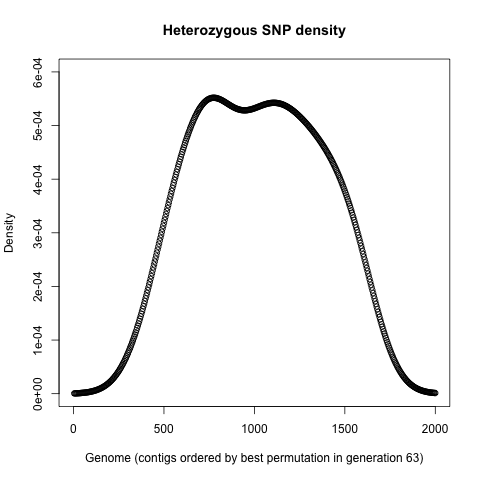 Heterozygous SNP density
Density
6e-04
5e-04
4e-04
3e-04
2e-04
1e-04
0e+00
0 500 1000 1500 2000
Genome (contigs ordered by best permutation in generation 63)